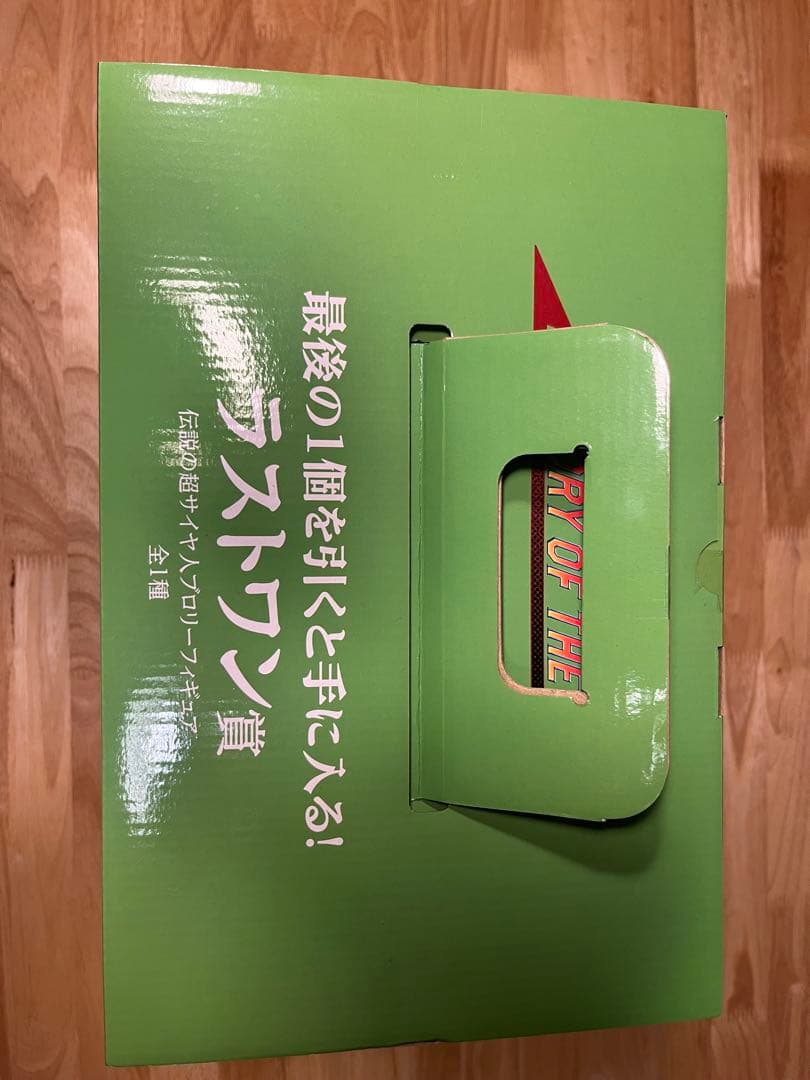 最後の1個を引くと手に入る!
ラストワン賞
伝説の超サイヤ人ブロリーフィギュア
全1種
RY OF THE